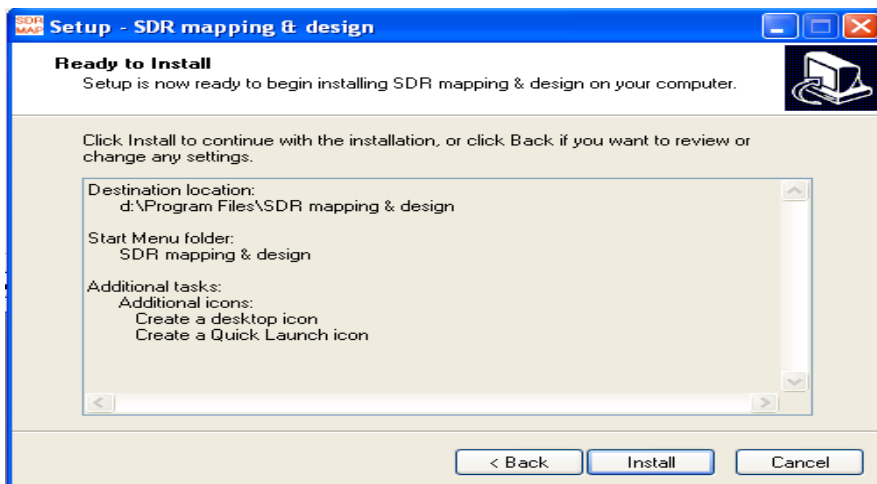 SDR
MAP
Setup - SDR mapping & design
Ready to Install
Setup is now ready to begin installing SDR mapping & design on your computer.
Click Install to continue with the installation, or click Back if you want to review or
change any settings.
Destination location:
d:\Program Files\SDR mapping & design
Start Menu folder:
SDR mapping & design
Additional tasks:
Additional icons:
Create a desktop icon
Create a Quick Launch icon
< Back
Install
Cancel